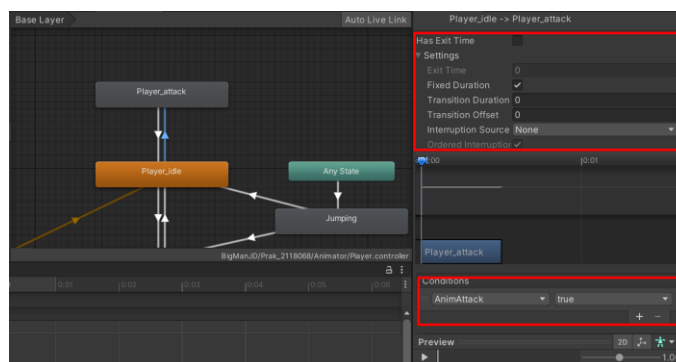 Base Layer
Auto Live Link
Player_idle -> Player_attack
Has Exit Time
Settings
Exit Time 0
Fixed Duration
Transition Duration 0
Transition Offset 0
Interruption Source None
Ordered Interruption
Player_attack
Player_idle
Any State
Jumping
BigManJD/Prak_2118068/Animator/Player.controller
0:01 0:02 0:03 0:04 0:05 0:06
0:00 0:01
Player_attack
Conditions
AnimAttack true
Preview 2D
1.0